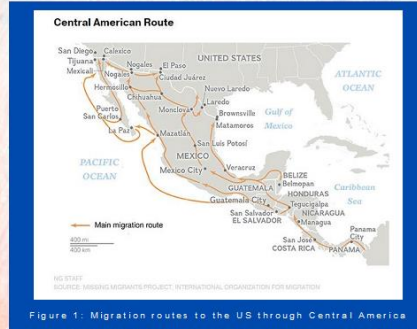 Central American Route
San Diego
Calexico
Tijuana
Mexicali
Nogales
El Paso
UNITED STATES
Nogales
Ciudad Juárez
ATLANTIC
OCEAN
Hermosillo
Chihuahua
Nuevo Laredo
Laredo
Puerto
San Carlos
Monclova
Brownsville
Matamoros
Gulf of
Mexico
La Paz
Mazatlán
San Luis Potosí
PACIFIC
OCEAN
MEXICO
Mexico City
Veracruz
BELIZE
Belmopan
Caribbean
Sea
GUATEMALA
HONDURAS
Guatemala City
Tegucigalpa
San Salvador
NICARAGUA
EL SALVADOR
Managua
Main migration route
San José
Panama
City
COSTA RICA
PANAMA
400 mi
400 km
NG STAFF
SOURCE: MISSING MIGRANTS PROJECT, INTERNATIONAL ORGANIZATION FOR MIGRATION
Figure 1: Migration routes to the US through Central America